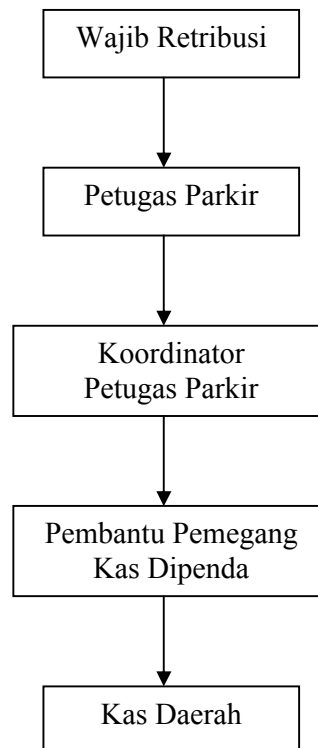 Wajib Retribusi
Petugas Parkir
Koordinator
Petugas Parkir
Pembantu Pemegang
Kas Dipenda
Kas Daerah